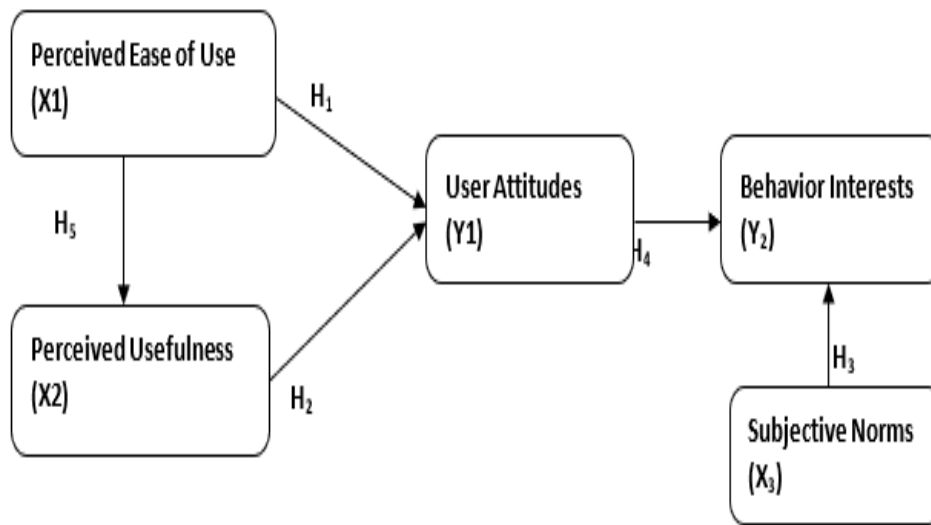 Perceived Ease of Use
(X1)
H₁
User Attitudes
(Y1)
Behavior Interests
(Y₂)
H₅
H₄
Perceived Usefulness
(X2)
H₂
H₃
Subjective Norms
(X₃)